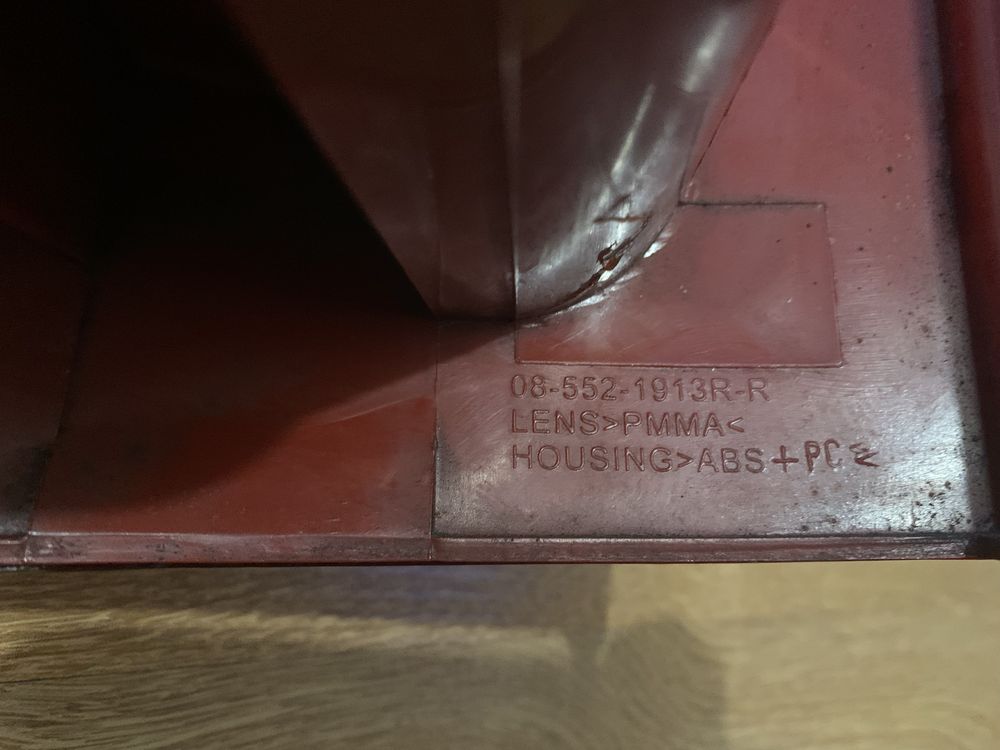 08-552-1913R-R
LENS>PMMA<
HOUSING>ABS+PC<